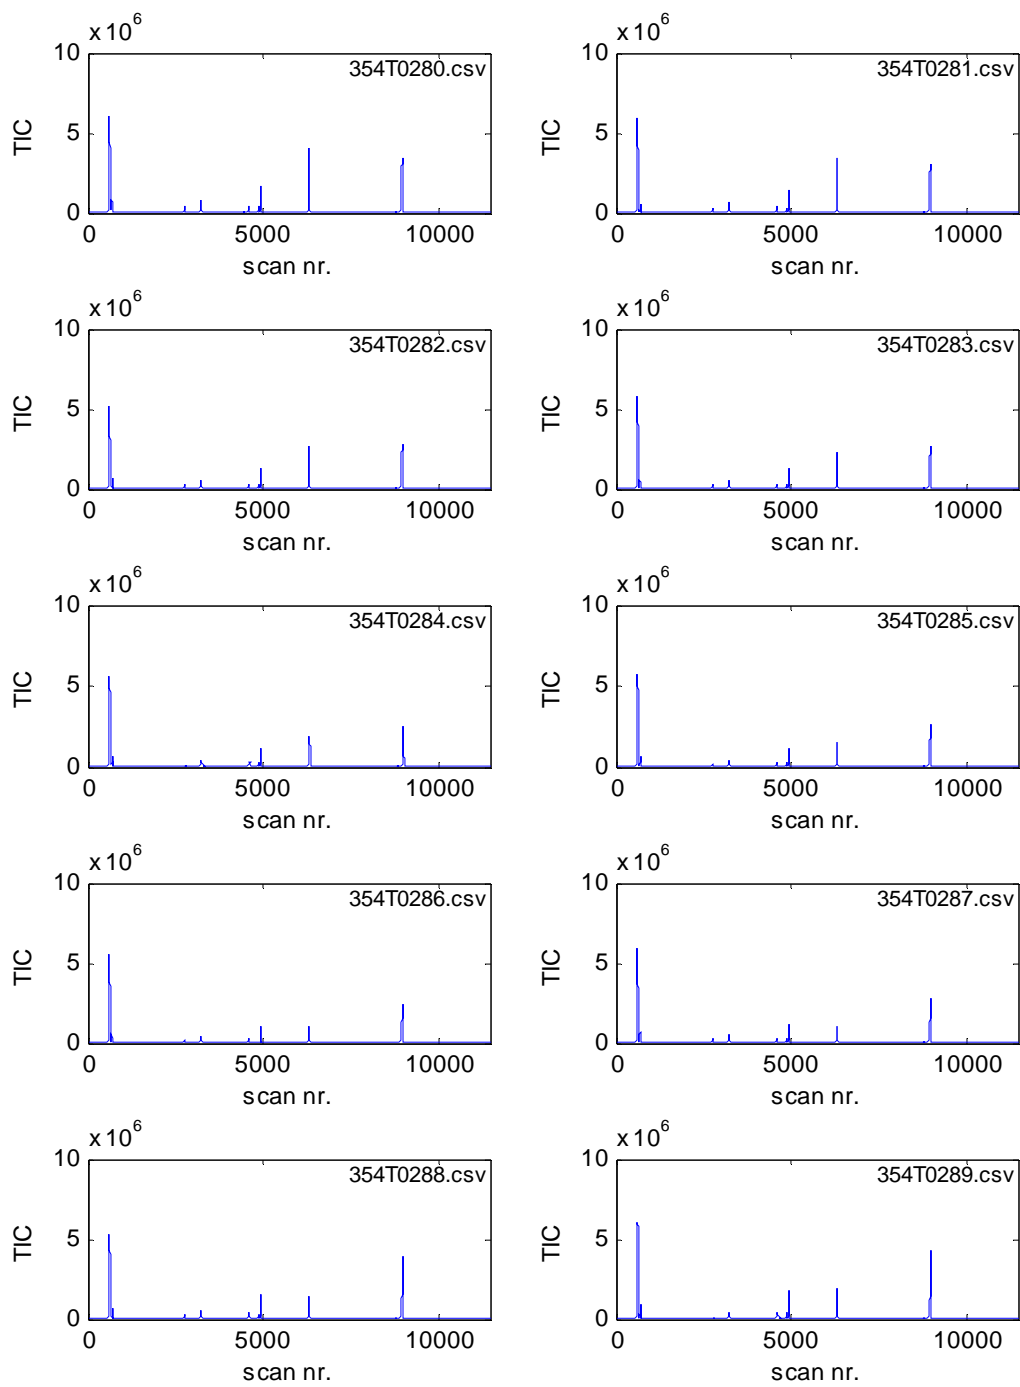 x 10^6
10
5
0
TIC
354T0280.csv
0 5000 10000
scan nr.
x 10^6
10
5
0
TIC
354T0281.csv
0 5000 10000
scan nr.
x 10^6
10
5
0
TIC
354T0282.csv
0 5000 10000
scan nr.
x 10^6
10
5
0
TIC
354T0283.csv
0 5000 10000
scan nr.
x 10^6
10
5
0
TIC
354T0284.csv
0 5000 10000
scan nr.
x 10^6
10
5
0
TIC
354T0285.csv
0 5000 10000
scan nr.
x 10^6
10
5
0
TIC
354T0286.csv
0 5000 10000
scan nr.
x 10^6
10
5
0
TIC
354T0287.csv
0 5000 10000
scan nr.
x 10^6
10
5
0
TIC
354T0288.csv
0 5000 10000
scan nr.
x 10^6
10
5
0
TIC
354T0289.csv
0 5000 10000
scan nr.